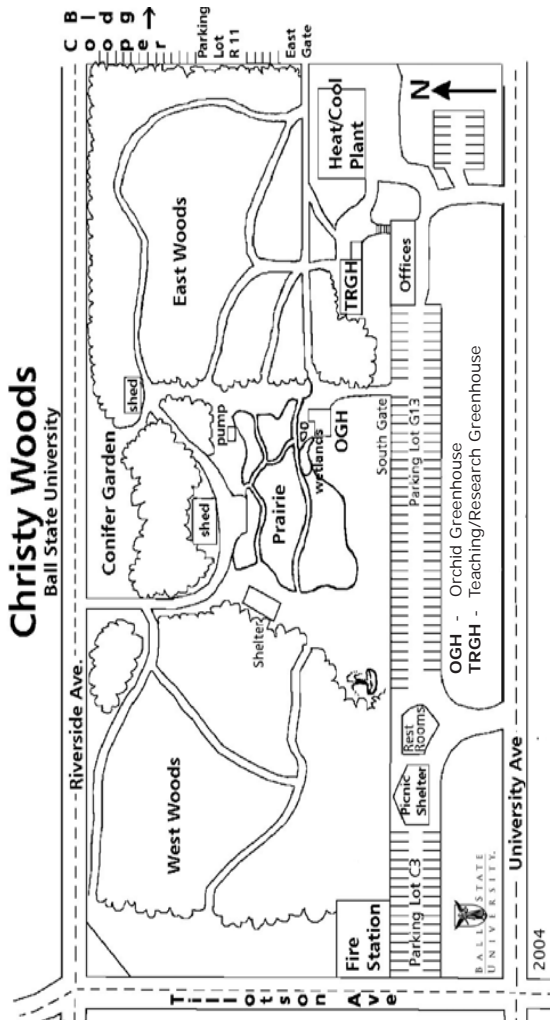 Christy Woods
Ball State University
Riverside Ave.
Cooper
Bldg
Parking
Lot
R 11
East
Gate
N
Conifer Garden
shed
shed
East Woods
pump
Prairie
wetlands
OGH
TRGH
Heat/Cool
Plant
Offices
South Gate
Parking Lot G13
Shelter
West Woods
Rest
Rooms
Picnic
Shelter
Parking Lot C3
Fire
Station
Tillotson Ave
University Ave
OGH - Orchid Greenhouse
TRGH - Teaching/Research Greenhouse
BALL STATE
UNIVERSITY.
2004